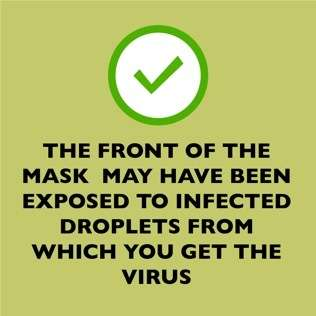 THE FRONT OF THE
MASK MAY HAVE BEEN
EXPOSED TO INFECTED
DROPLETS FROM
WHICH YOU GET THE
VIRUS